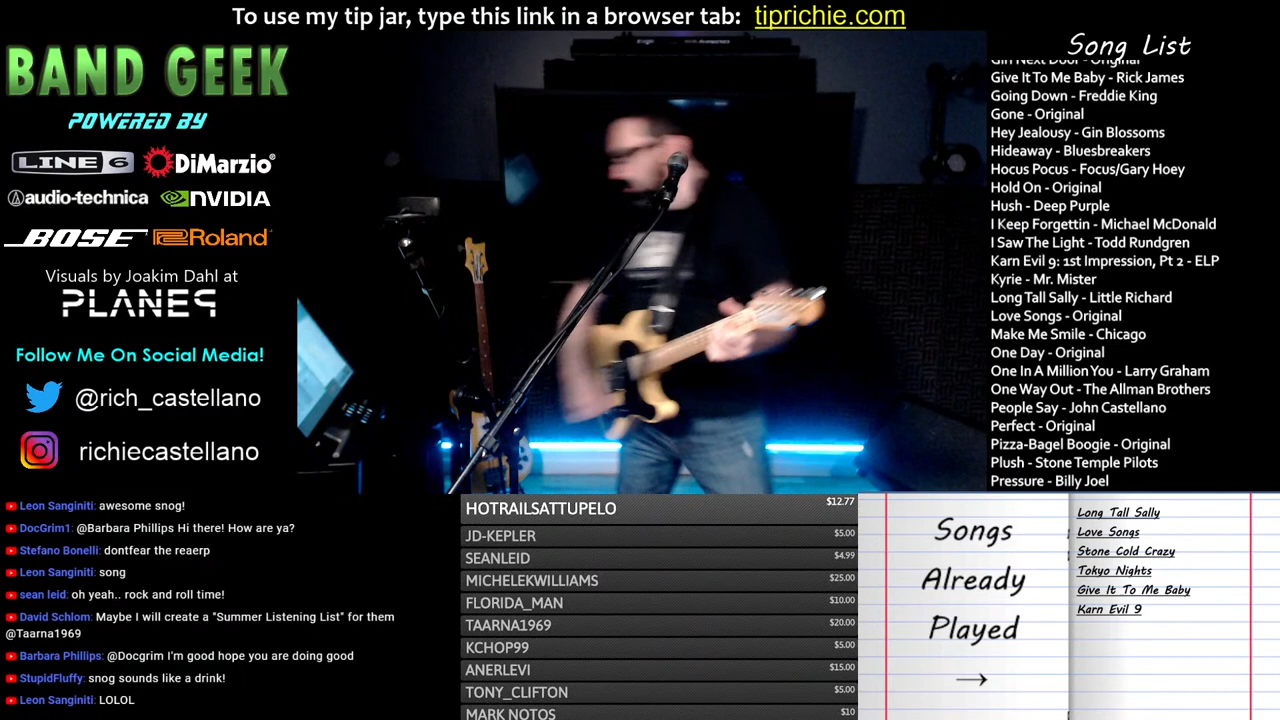 To use my tip jar, type this link in a browser tab: tiprichie.com
BAND GEEK
POWERED BY
LINE 6 DiMarzio
audio-technica NVIDIA
BOSE Roland
Visuals by Joakim Dahl at
PLANE9
Follow Me On Social Media!
@rich_castellano
richiecastellano
Song List
Girl Next Door - Original
Give It To Me Baby - Rick James
Going Down - Freddie King
Gone - Original
Hey Jealousy - Gin Blossoms
Hideaway - Bluesbreakers
Hocus Pocus - Focus/Gary Hoey
Hold On - Original
Hush - Deep Purple
I Keep Forgettin - Michael McDonald
I Saw The Light - Todd Rundgren
Karn Evil 9: 1st Impression, Pt 2 - ELP
Kyrie - Mr. Mister
Long Tall Sally - Little Richard
Love Songs - Original
Make Me Smile - Chicago
One Day - Original
One In A Million You - Larry Graham
One Way Out - The Allman Brothers
People Say - John Castellano
Perfect - Original
Pizza-Bagel Boogie - Original
Plush - Stone Temple Pilots
Pressure - Billy Joel
Leon Sanginiti: awesome snog!
DocGrim1: @Barbara Phillips Hi there! How are ya?
Stefano Bonelli: dontfear the reaerp
Leon Sanginiti: song
sean leid: oh yeah.. rock and roll time!
David Schlom: Maybe I will create a "Summer Listening List" for them
@Taarna1969
Barbara Phillips: @Docgrim I'm good hope you are doing good
StupidFluffy: snog sounds like a drink!
Leon Sanginiti: LOLOL
HOTRAILSATTUPELO $12.77
JD-KEPLER $5.00
SEANLEID $4.99
MICHELEKWILLIAMS $25.00
FLORIDA_MAN $10.00
TAARNA1969 $20.00
KCHOP99 $5.00
ANERLEVI $15.00
TONY_CLIFTON $5.00
MARK NOTOS $10
Songs
Already
Played
→
Long Tall Sally
Love Songs
Stone Cold Crazy
Tokyo Nights
Give It To Me Baby
Karn Evil 9